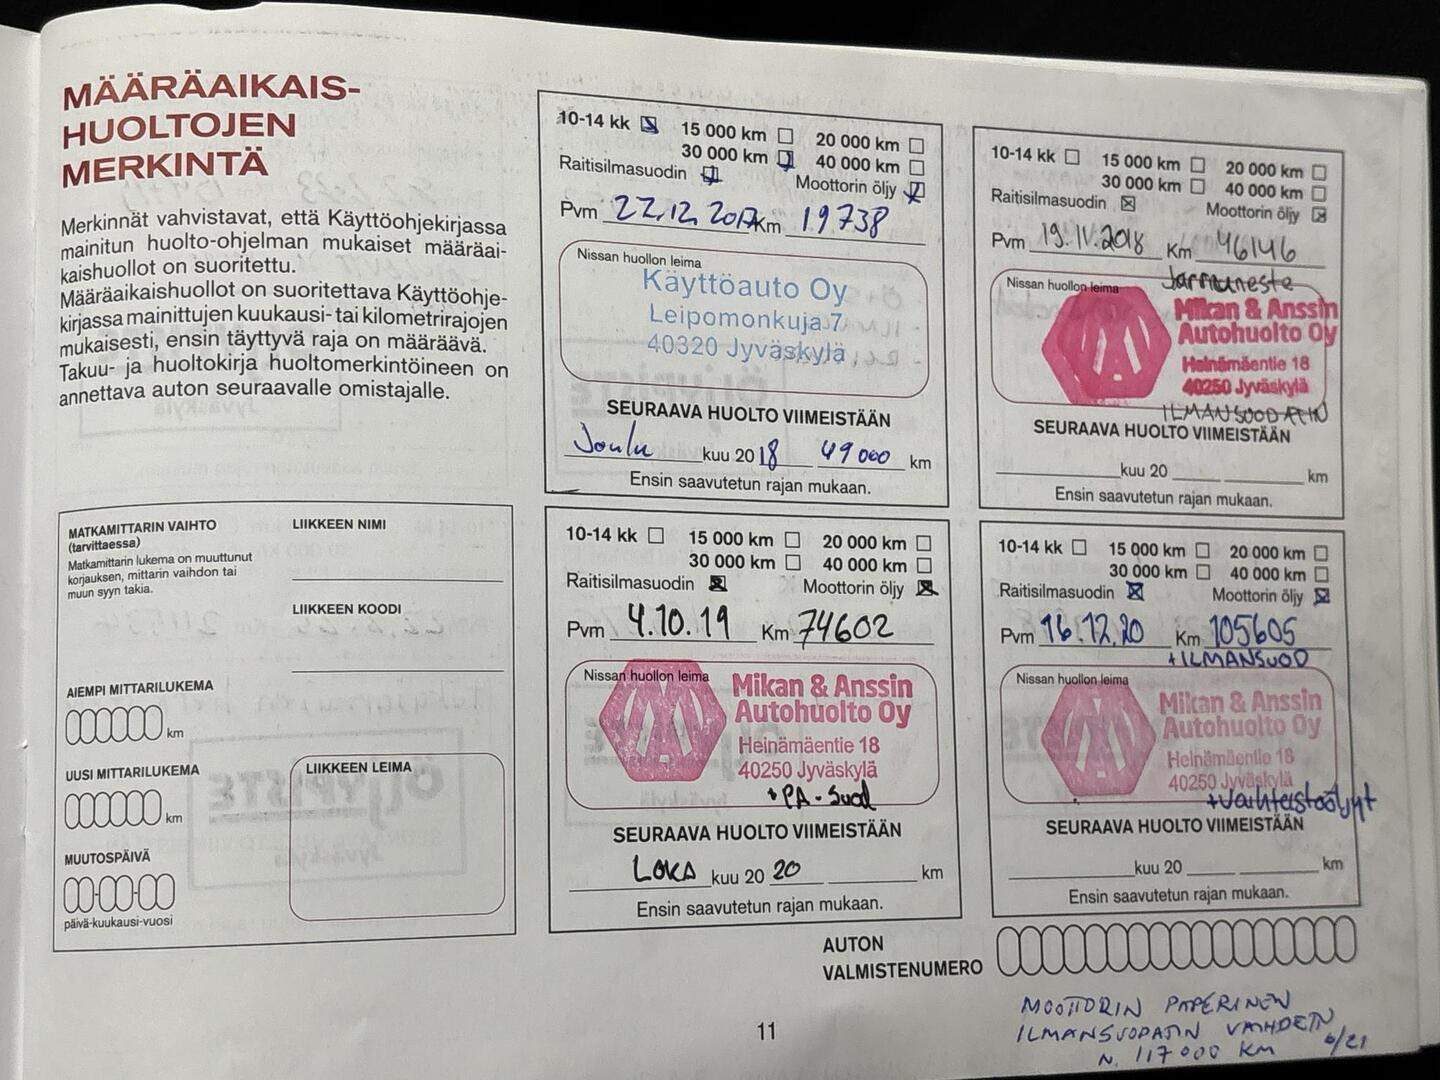 MÄÄRÄAIKAIS-
HUOLTOJEN
MERKINTÄ
Merkinnät vahvistavat, että Käyttöohjekirjassa
mainitun huolto-ohjelman mukaiset määräai-
kaishuollot on suoritettu.
Määräaikaishuollot on suoritettava Käyttöohje-
kirjassa mainittujen kuukausi- tai kilometrirajojen
mukaisesti, ensin täyttyvä raja on määräävä.
Takuu- ja huoltokirja huoltomerkintöineen on
annettava auton seuraavalle omistajalle.
MATKAMITTARIN VAIHTO
(tarvittaessa)
Matkamittarin lukema on muuttunut
korjauksen, mittarin vaihdon tai
muun syyn takia.
LIIKKEEN NIMI
LIIKKEEN KOODI
AIEMPI MITTARILUKEMA
km
UUSI MITTARILUKEMA
km
MUUTOSPÄIVÄ
päivä-kuukausi-vuosi
LIIKKEEN LEIMA
10-14 kk 15 000 km 20 000 km
30 000 km 40 000 km
Raitisilmasuodin Moottorin öljy
Pvm 22.12.2017 Km 19738
Nissan huollon leima
Käyttöauto Oy
Leipomonkuja 7
40320 Jyväskylä
SEURAAVA HUOLTO VIIMEISTÄÄN
Joulu kuu 20 18 49000 km
Ensin saavutetun rajan mukaan.
10-14 kk 15 000 km 20 000 km
30 000 km 40 000 km
Raitisilmasuodin Moottorin öljy
Pvm 19.11.2018 Km 46146
Jarruneste
Nissan huollon leima
Mikan & Anssin
Autohuolto Oy
Heinämäentie 18
40250 Jyväskylä
ILMANSUODATIN
SEURAAVA HUOLTO VIIMEISTÄÄN
kuu 20 km
Ensin saavutetun rajan mukaan.
10-14 kk 15 000 km 20 000 km
30 000 km 40 000 km
Raitisilmasuodin Moottorin öljy
Pvm 4.10.19 Km 74602
Nissan huollon leima
Mikan & Anssin
Autohuolto Oy
Heinämäentie 18
40250 Jyväskylä
+ PA-Suod
SEURAAVA HUOLTO VIIMEISTÄÄN
LOKA kuu 20 20 km
Ensin saavutetun rajan mukaan.
10-14 kk 15 000 km 20 000 km
30 000 km 40 000 km
Raitisilmasuodin Moottorin öljy
Pvm 16.12.20 Km 105605
+ILMANSUOD
Nissan huollon leima
Mikan & Anssin
Autohuolto Oy
Heinämäentie 18
40250 Jyväskylä
+vaihteistoöljyt
SEURAAVA HUOLTO VIIMEISTÄÄN
kuu 20 km
Ensin saavutetun rajan mukaan.
AUTON
VALMISTENUMERO
MOOTTORIN PAPERINEN
ILMANSUODATIN VAIHDETTU
N. 117 000 KM 6/21
11